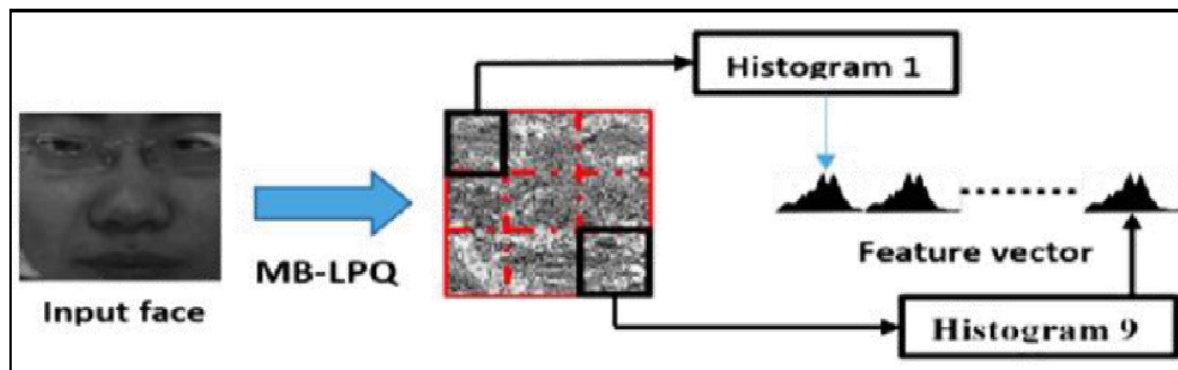 Histogram 1
MB-LPQ
Input face
Feature vector
Histogram 9